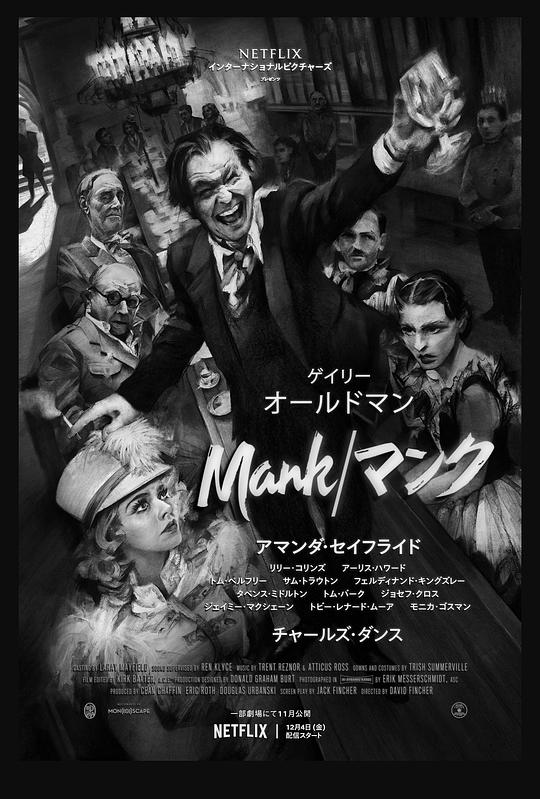 NETFLIX
インターナショナルピクチャーズ
プレゼンツ
ゲイリー
オールドマン
Mank/マンク
アマンダ・セイフライド
リリー・コリンズ アーリス・ハワード
トム・ペルフリー サム・トラウトン フェルディナンド・キングズレー
タペンス・ミドルトン トム・バーク ジョセフ・クロス
ジェイミー・マクシェーン トビー・レナード・ムーア モニカ・ゴスマン
チャールズ・ダンス
CASTING BY LARAY MAYFIELD SOUND SUPERVISED BY REN KLYCE MUSIC BY TRENT REZNOR & ATTICUS ROSS GOWNS AND COSTUMES BY TRISH SUMMERVILLE
FILM EDITED BY KIRK BAXTER, A.C.E. PRODUCTION DESIGNED BY DONALD GRAHAM BURT PHOTOGRAPHED IN BY ERIK MESSERSCHMIDT, ASC
PRODUCED BY CEÁN CHAFFIN ERIC ROTH DOUGLAS URBANSKI SCREEN PLAY BY JACK FINCHER DIRECTED BY DAVID FINCHER
一部劇場にて11月公開
NETFLIX | 12月4日(金)
配信スタート